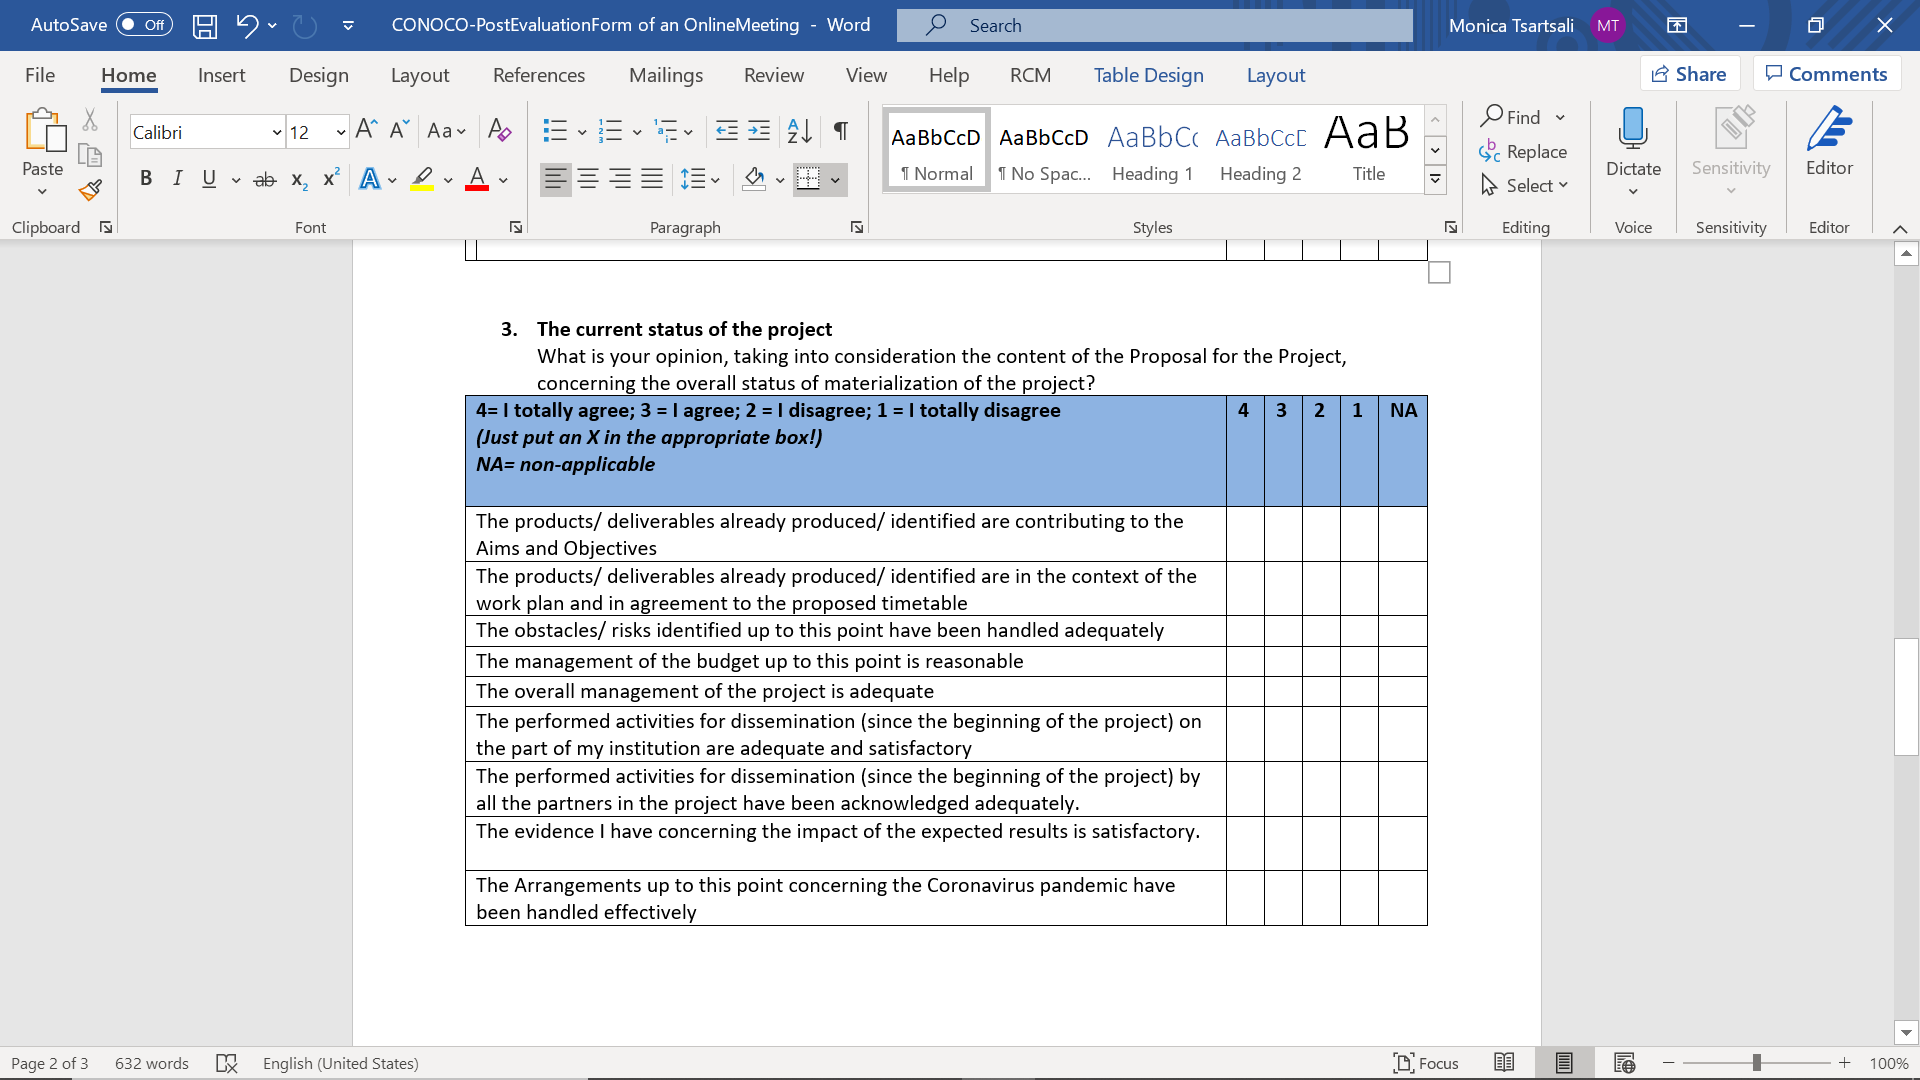 AutoSave Off CONOCO-PostEvaluationForm of an OnlineMeeting - Word Search Monica Tsartsali MT
File Home Insert Design Layout References Mailings Review View Help RCM Table Design Layout Share Comments
Paste
Calibri 12
Aa
B I U ab x2 x2 A A
AaBbCcD AaBbCcD AaBbCc AaBbCcD AaB
¶ Normal ¶ No Spac... Heading 1 Heading 2 Title
Find
Replace
Select
Dictate
Sensitivity
Editor
Clipboard Font Paragraph Styles Editing Voice Sensitivity Editor
3. The current status of the project
What is your opinion, taking into consideration the content of the Proposal for the Project,
concerning the overall status of materialization of the project?
4= I totally agree; 3 = I agree; 2 = I disagree; 1 = I totally disagree 4 3 2 1 NA
(Just put an X in the appropriate box!)
NA= non-applicable
The products/ deliverables already produced/ identified are contributing to the
Aims and Objectives
The products/ deliverables already produced/ identified are in the context of the
work plan and in agreement to the proposed timetable
The obstacles/ risks identified up to this point have been handled adequately
The management of the budget up to this point is reasonable
The overall management of the project is adequate
The performed activities for dissemination (since the beginning of the project) on
the part of my institution are adequate and satisfactory
The performed activities for dissemination (since the beginning of the project) by
all the partners in the project have been acknowledged adequately.
The evidence I have concerning the impact of the expected results is satisfactory.
The Arrangements up to this point concerning the Coronavirus pandemic have
been handled effectively
Page 2 of 3 632 words English (United States) Focus 100%